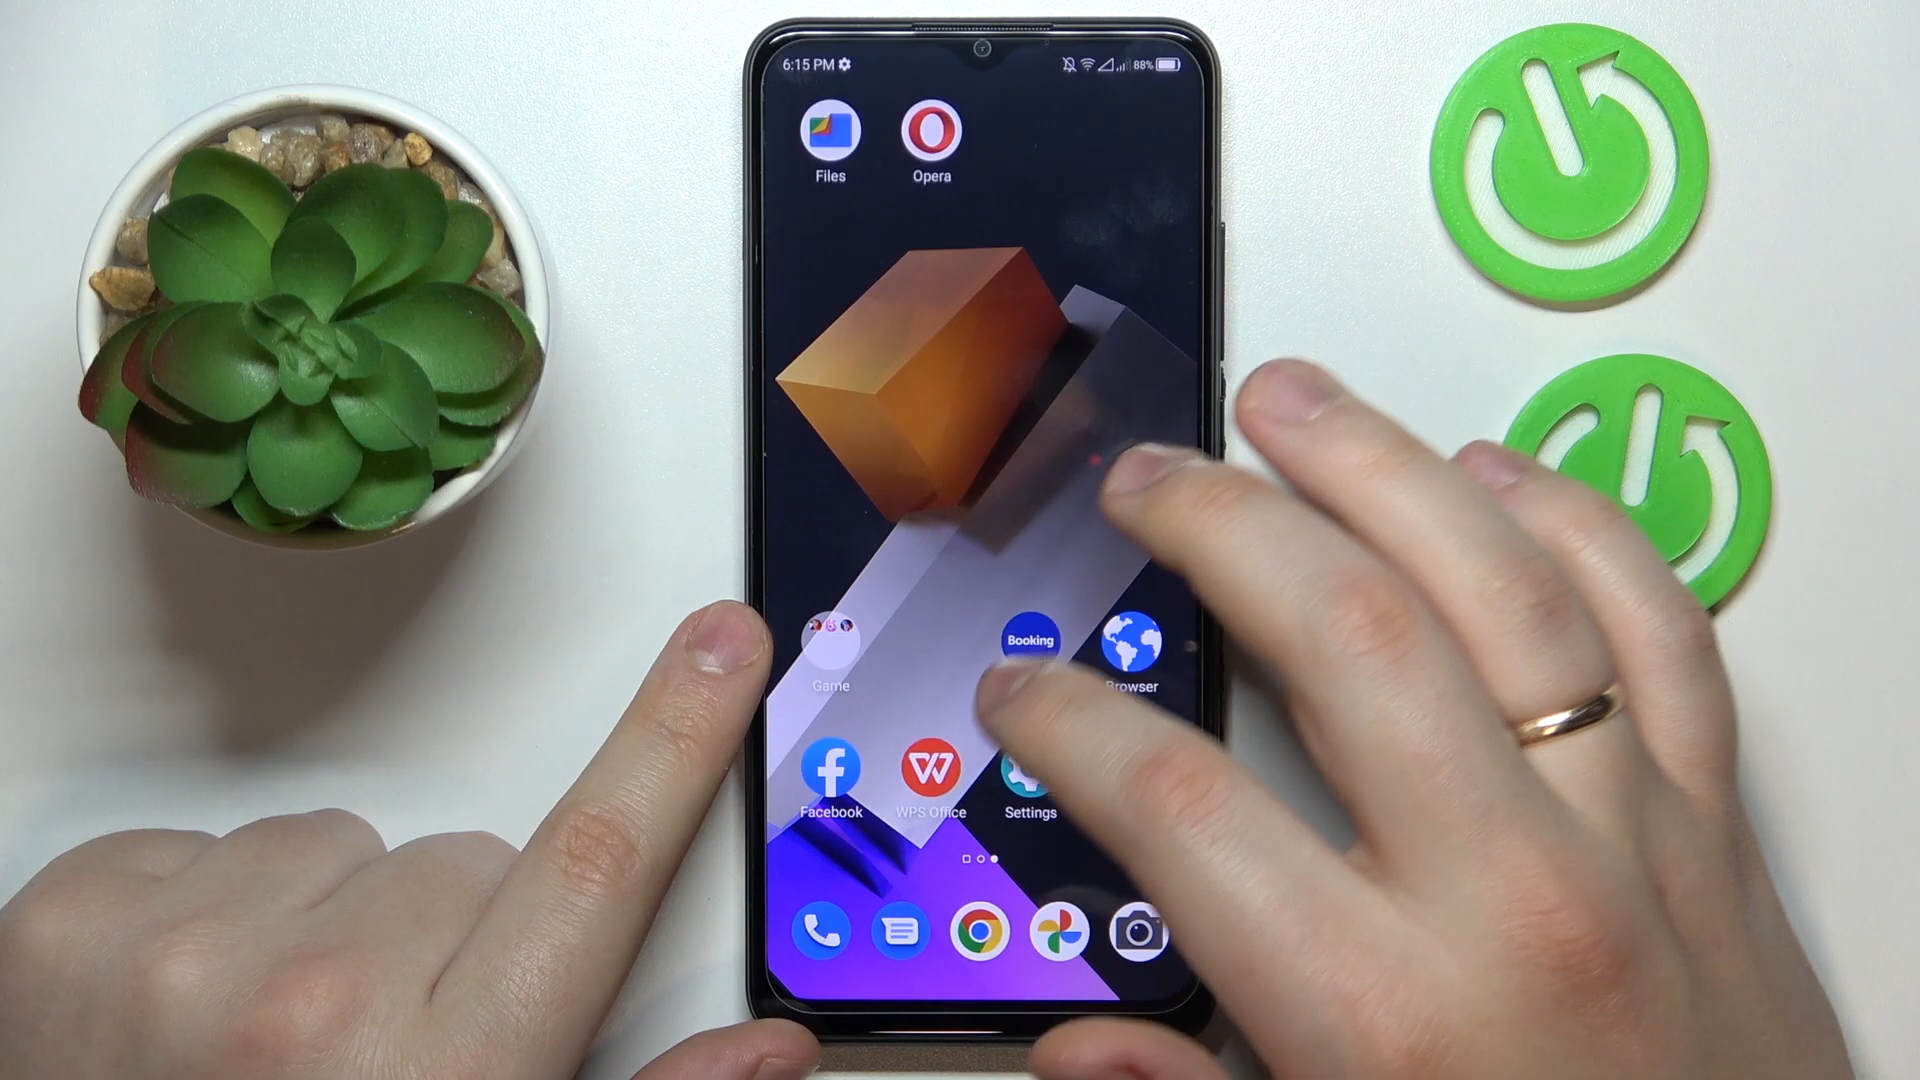 6:15 PM 88%
Files Opera
Booking
Game Browser
Facebook WPS Office Settings